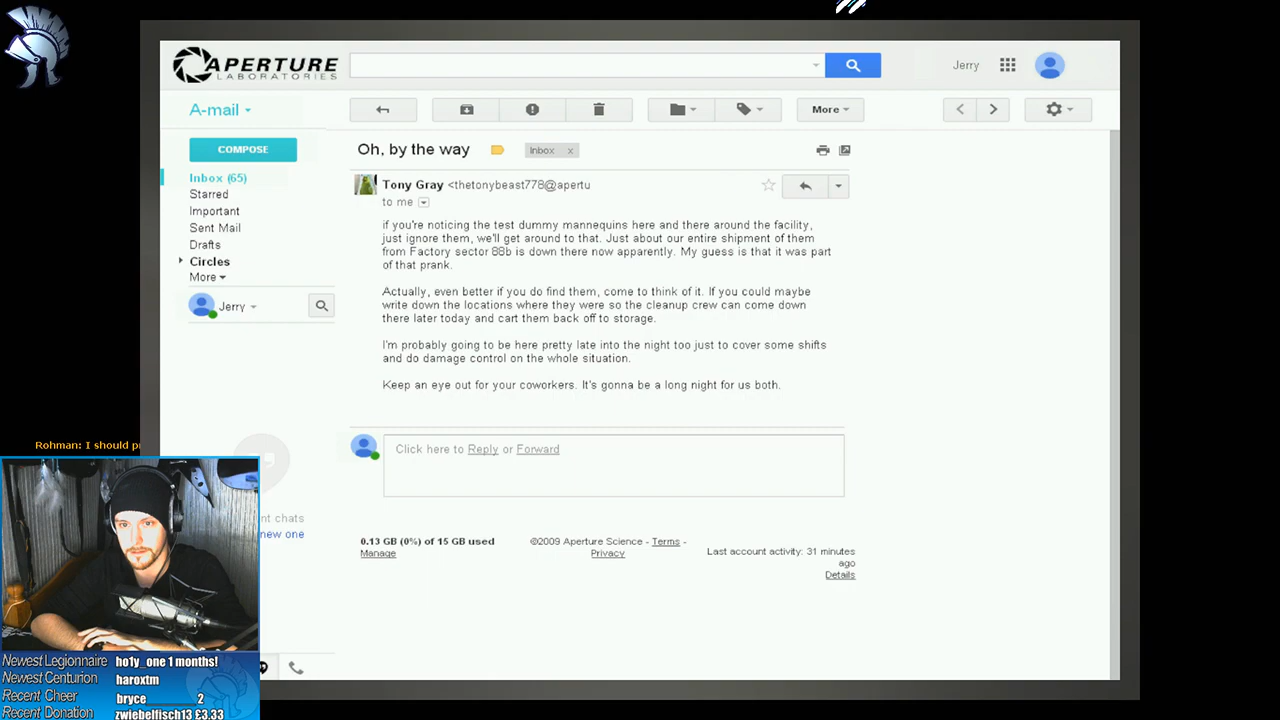 APERTURE
LABORATORIES
Jerry
A-mail
More
COMPOSE
Oh, by the way
Inbox x
Inbox (65)
Starred
Important
Sent Mail
Drafts
Circles
More
Jerry
Tony Gray <thetonybeast778@apertu
to me
if you're noticing the test dummy mannequins here and there around the facility,
just ignore them, we'll get around to that. Just about our entire shipment of them
from Factory sector 88b is down there now apparently. My guess is that it was part
of that prank.
Actually, even better if you do find them, come to think of it. If you could maybe
write down the locations where they were so the cleanup crew can come down
there later today and cart them back off to storage.
I'm probably going to be here pretty late into the night too just to cover some shifts
and do damage control on the whole situation.
Keep an eye out for your coworkers. It's gonna be a long night for us both.
Click here to Reply or Forward
Rohman: I should
nt chats
new one
0.13 GB (0%) of 15 GB used
Manage
©2009 Aperture Science - Terms -
Privacy
Last account activity: 31 minutes
ago
Details
Newest Legionnaire ho1y_one 1 months!
Newest Centurion haroxtm
Recent Cheer bryce______2
Recent Donation zwiebelfisch13 £3.33